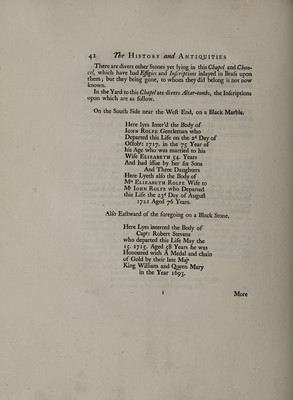 42 The HISTORY and ANTIQUITIES
There are divers other Stones yet lying in this Chapel and Chan-
cel, which have had Effigies and Inscriptions inlayed in Brass upon
them; but they being gone, to whom they did belong is not now
known.
In the Yard to this Chapel are divers Altar-tombs, the Inscriptions
upon which are as follow.
On the South Side near the West End, on a Black Marble.
Here lyes Inter'd the Body of
IOHN ROLFE Gentleman who
Departed this Life on the 2d Day of
Octobr: 1717. in the 75 Year of
his Age who was married to his
Wife ELIZABETH 54. Years
And had issue by her six Sons
And Three Daughters
Here Lyeth also the Body of
Mrs ELIZABETH ROLFE Wife to
Mr IOHN ROLFE who Departed
this Life the 23d Day of August
1721 Aged 76 Years.
Also Eastward of the foregoing on a Black Stone.
Here Lyes interred the Body of
Capt: Robert Stevens
who departed this Life May the
15. 1715. Aged 58 Years he was
Honoured with A Medal and chain
of Gold by their late Majs
King William and Queen Mary
in the Year 1693.
1
More